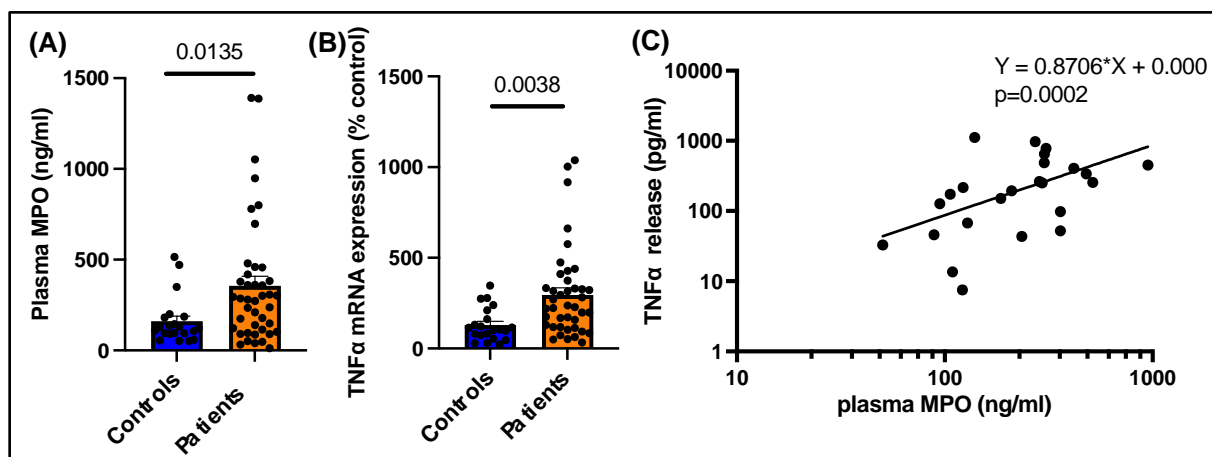 (A)
0.0135
Plasma MPO (ng/ml)
1500
1000
500
0
Controls
Patients
(B)
0.0038
TNFα mRNA expression (% control)
1500
1000
500
0
Controls
Patients
(C)
Y = 0.8706*X + 0.000
p=0.0002
TNFα release (pg/ml)
10000
1000
100
10
1
10
100
1000
plasma MPO (ng/ml)